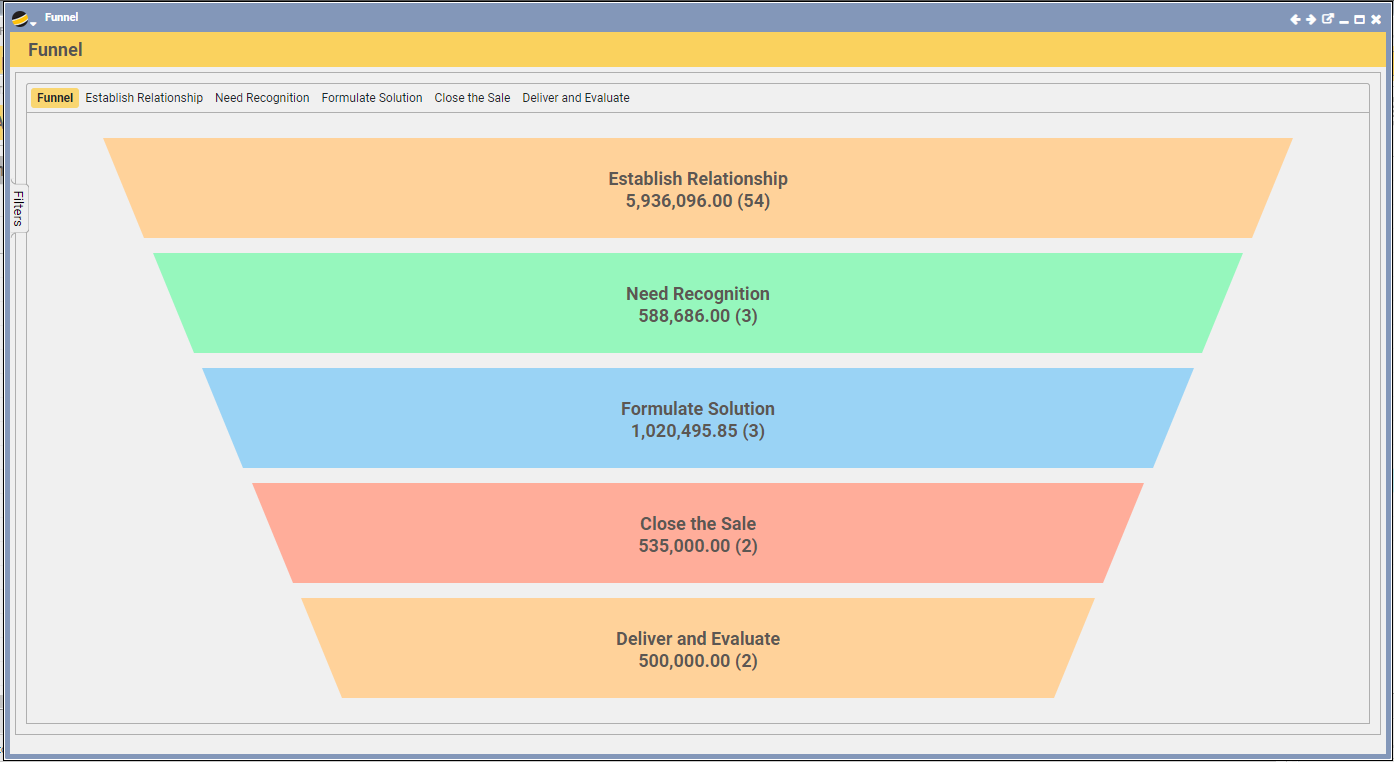 Funnel
Funnel
Funnel Establish Relationship Need Recognition Formulate Solution Close the Sale Deliver and Evaluate
Filters
Establish Relationship
5,936,096.00 (54)
Need Recognition
588,686.00 (3)
Formulate Solution
1,020,495.85 (3)
Close the Sale
535,000.00 (2)
Deliver and Evaluate
500,000.00 (2)